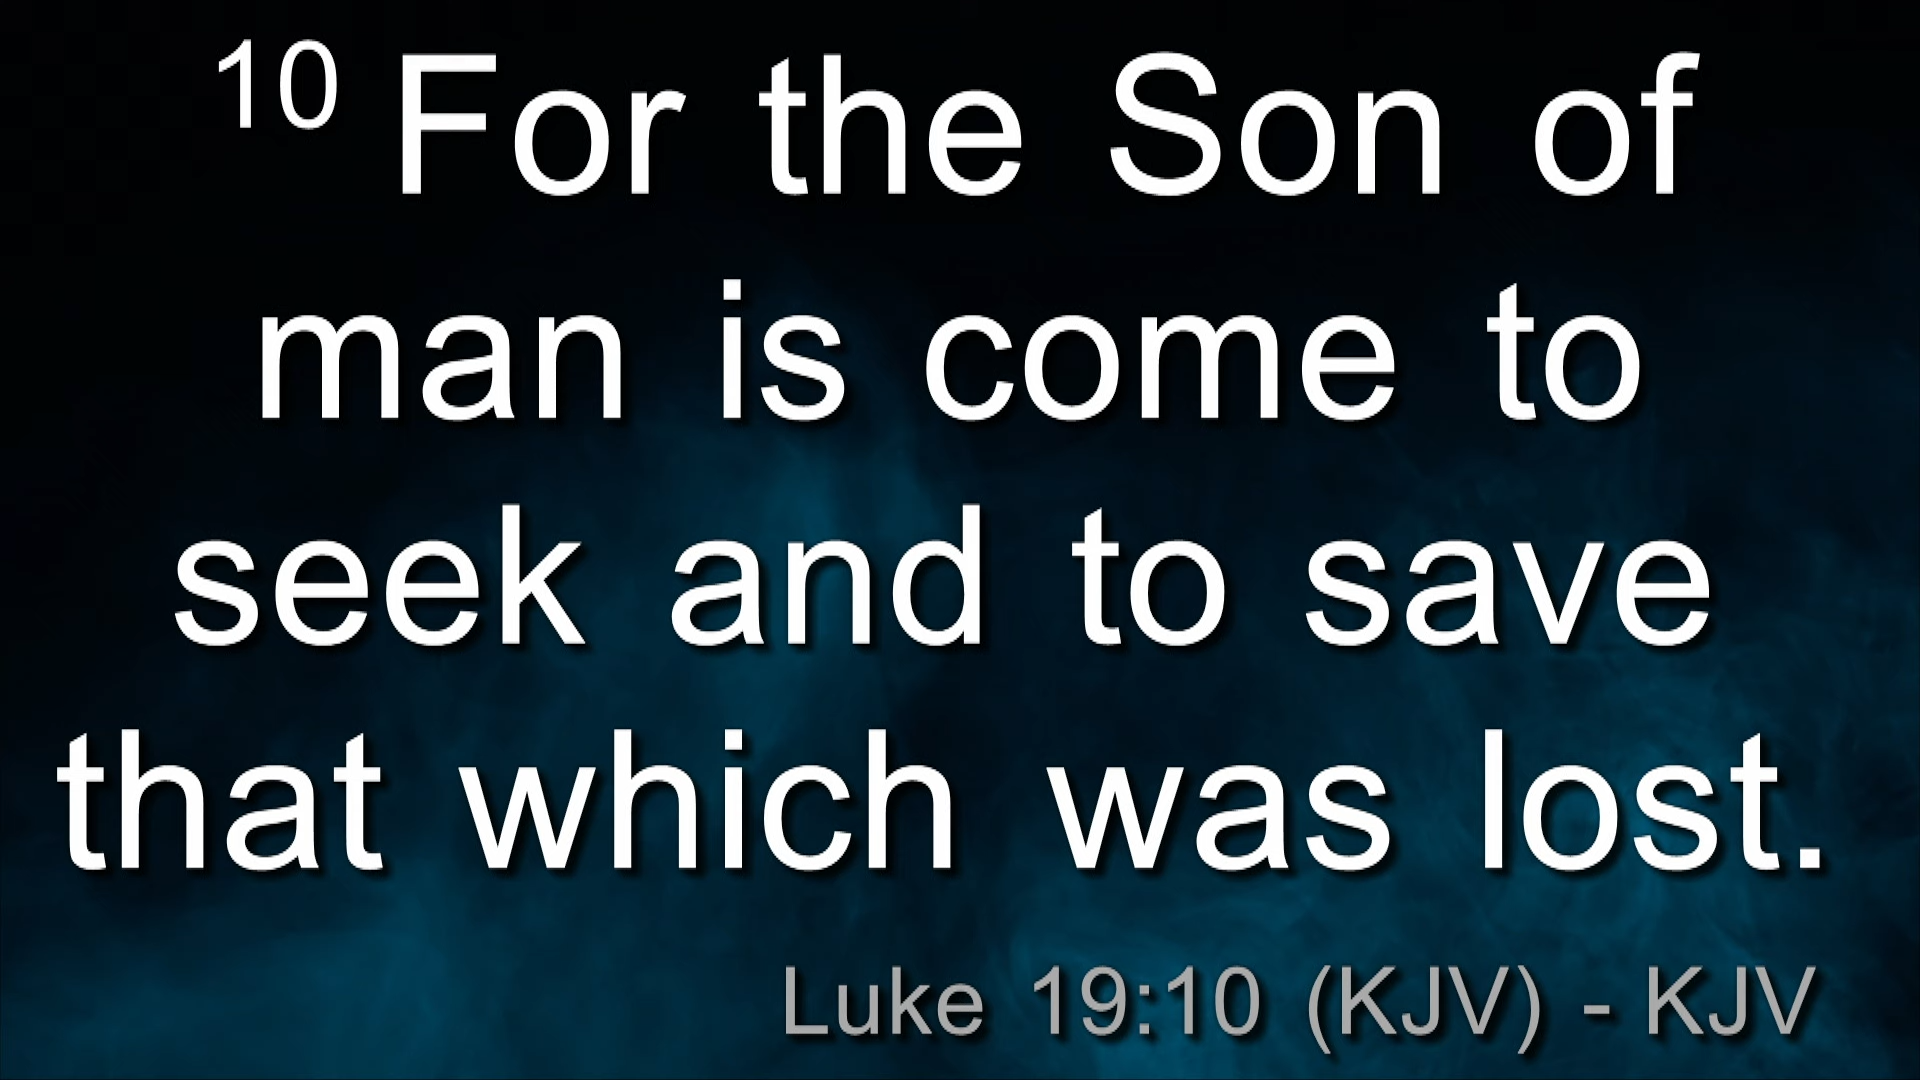 10 For the Son of
man is come to
seek and to save
that which was lost.
Luke 19:10 (KJV) - KJV